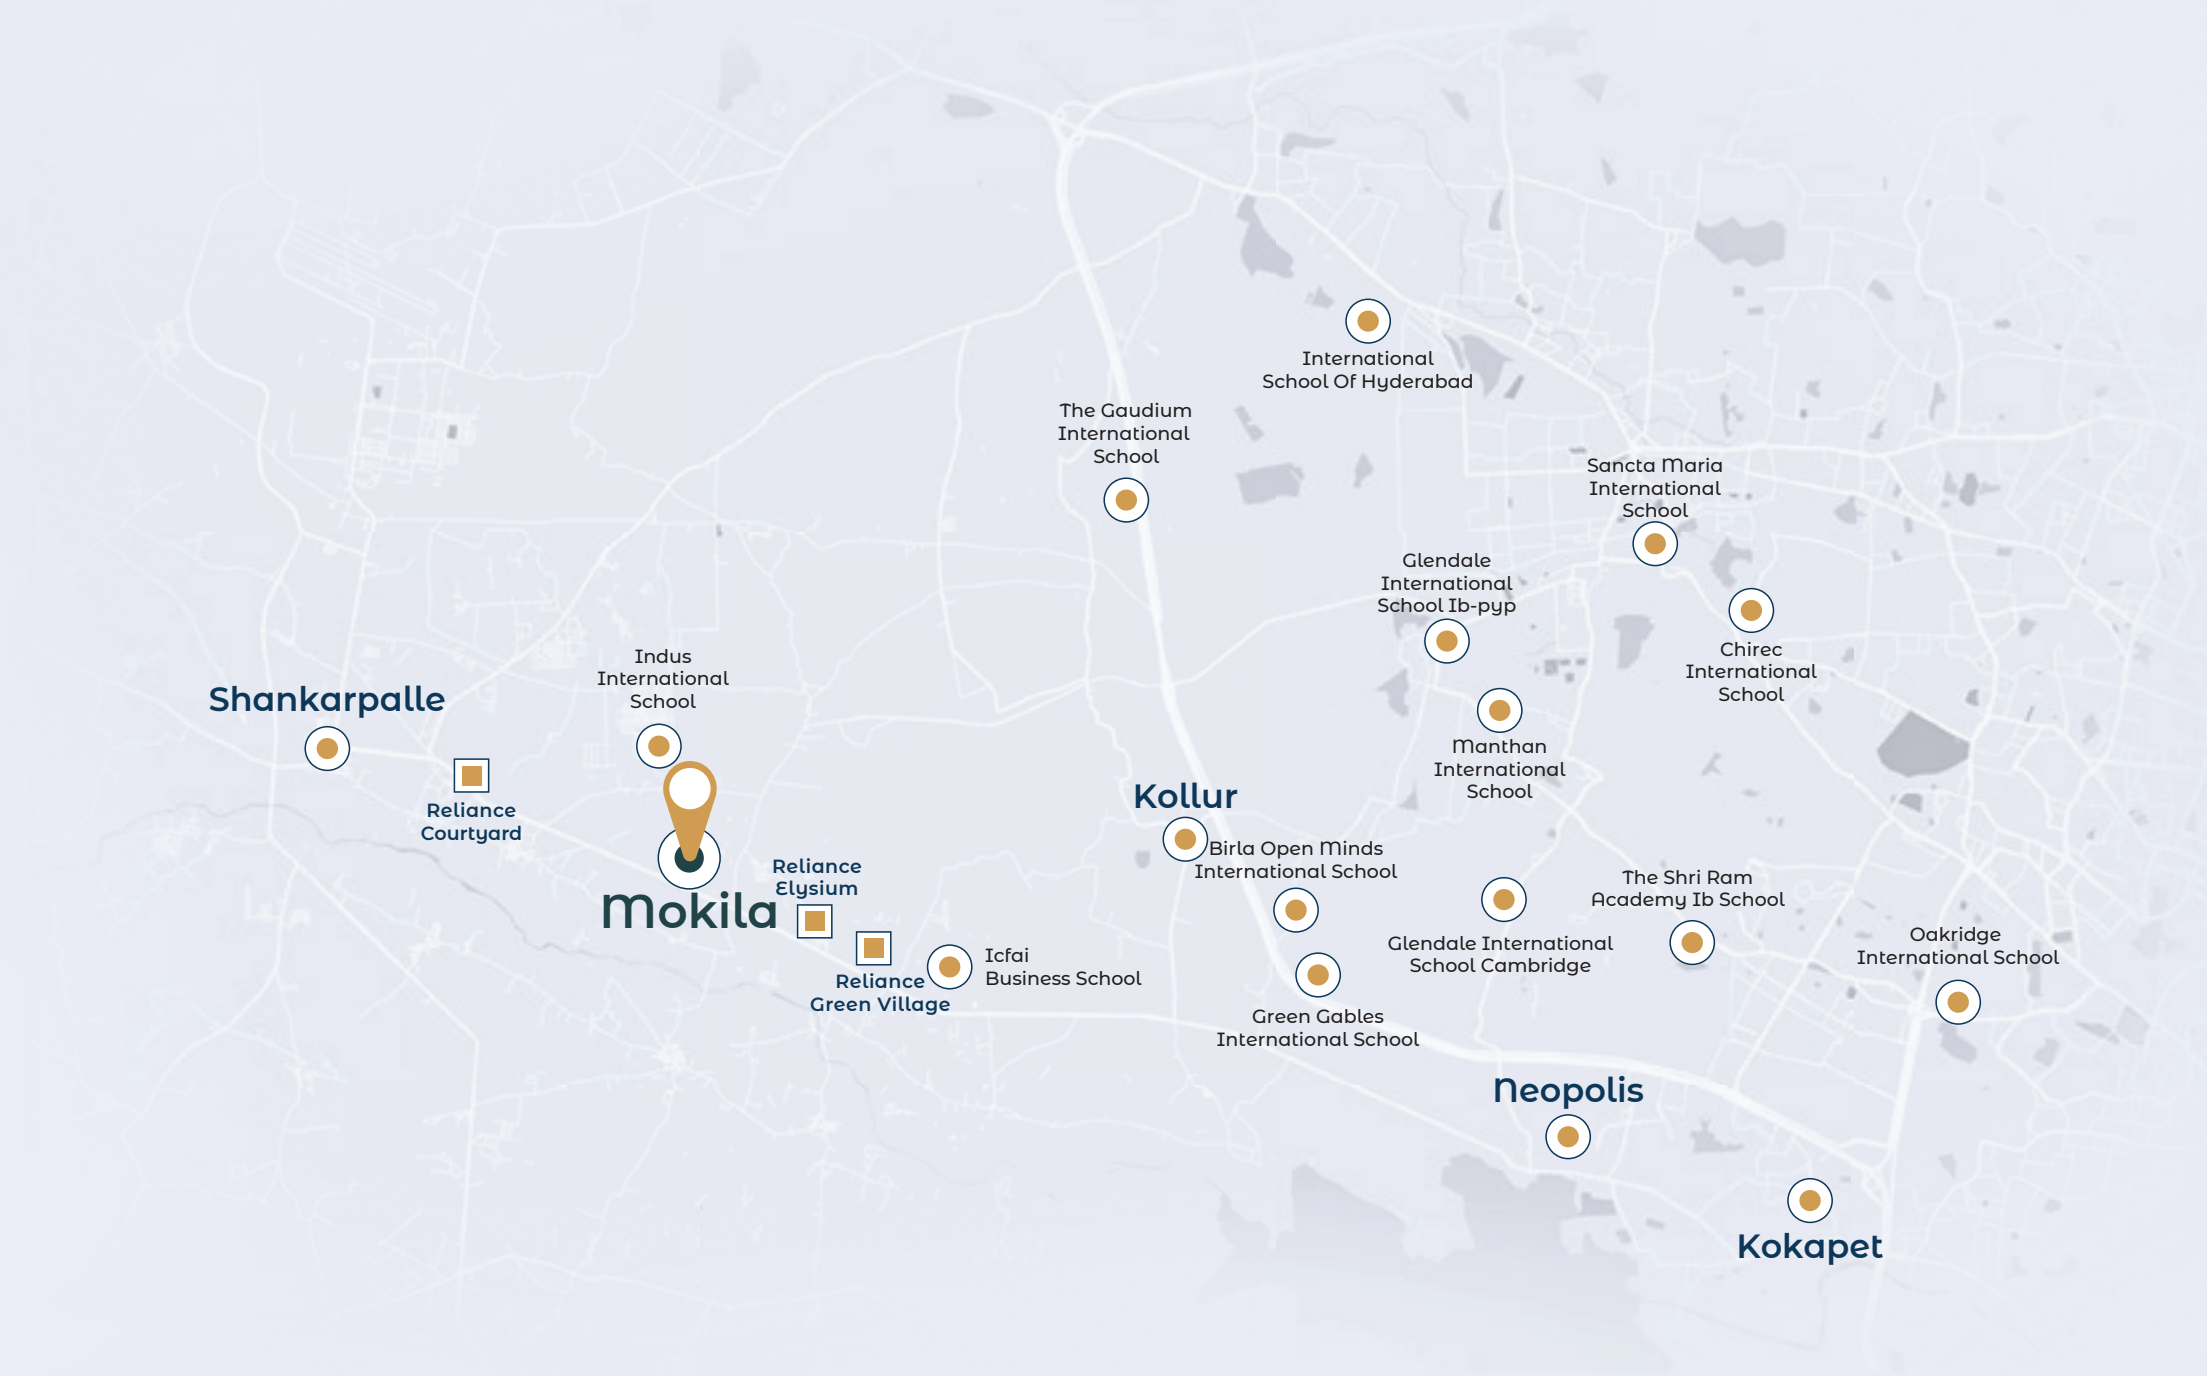 International
School Of Hyderabad
The Gaudium
International
School
Sancta Maria
International
School
Glendale
International
School Ib-pyp
Chirec
International
School
Indus
International
School
Shankarpalle
Manthan
International
School
Reliance
Courtyard
Kollur
Birla Open Minds
International School
Reliance
Elysium
Mokila
The Shri Ram
Academy Ib School
Glendale International
School Cambridge
Oakridge
International School
Icfai
Business School
Reliance
Green Village
Green Gables
International School
Neopolis
Kokapet